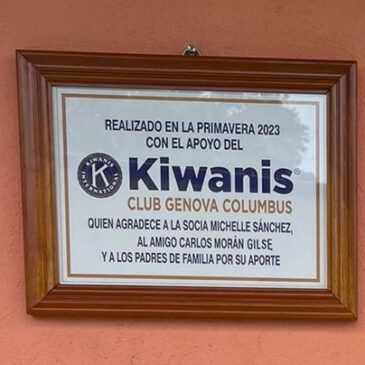 REALIZADO EN LA PRIMAVERA 2023
CON EL APOYO DEL
KIWANIS
K
INTERNATIONAL
Kiwanis®
CLUB GENOVA COLUMBUS
QUIEN AGRADECE A LA SOCIA MICHELLE SÁNCHEZ,
AL AMIGO CARLOS MORÁN GILSE,
Y A LOS PADRES DE FAMILIA POR SU APORTE